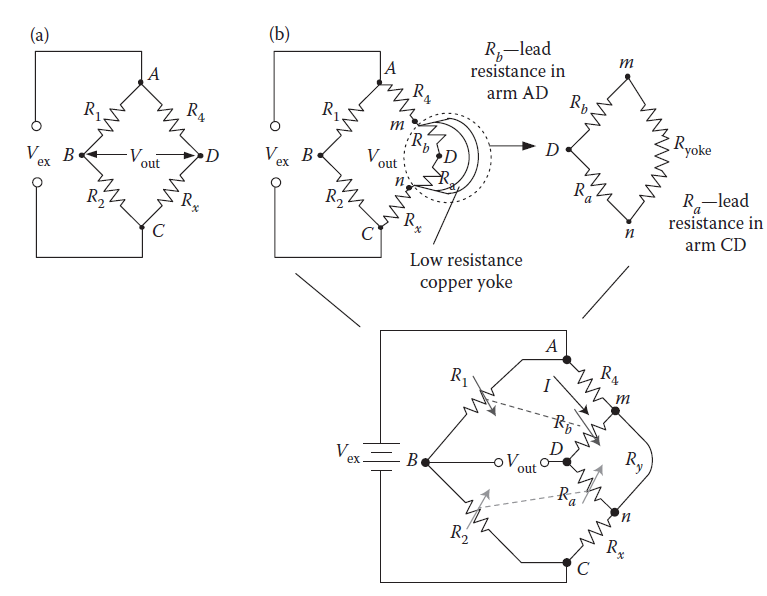 (a)
A
R1
R4
Vex
B
Vout
D
R2
Rx
C
(b)
A
R1
R4
m
Rb
Vex
B
Vout
D
n
Ra
R2
Rx
C
Low resistance
copper yoke
Rb—lead
resistance in
arm AD
m
Rb
Ryoke
D
Ra
n
Ra—lead
resistance in
arm CD
A
R1
I
R4
m
Rb
Vex
B
Vout
D
Ry
Ra
n
R2
Rx
C